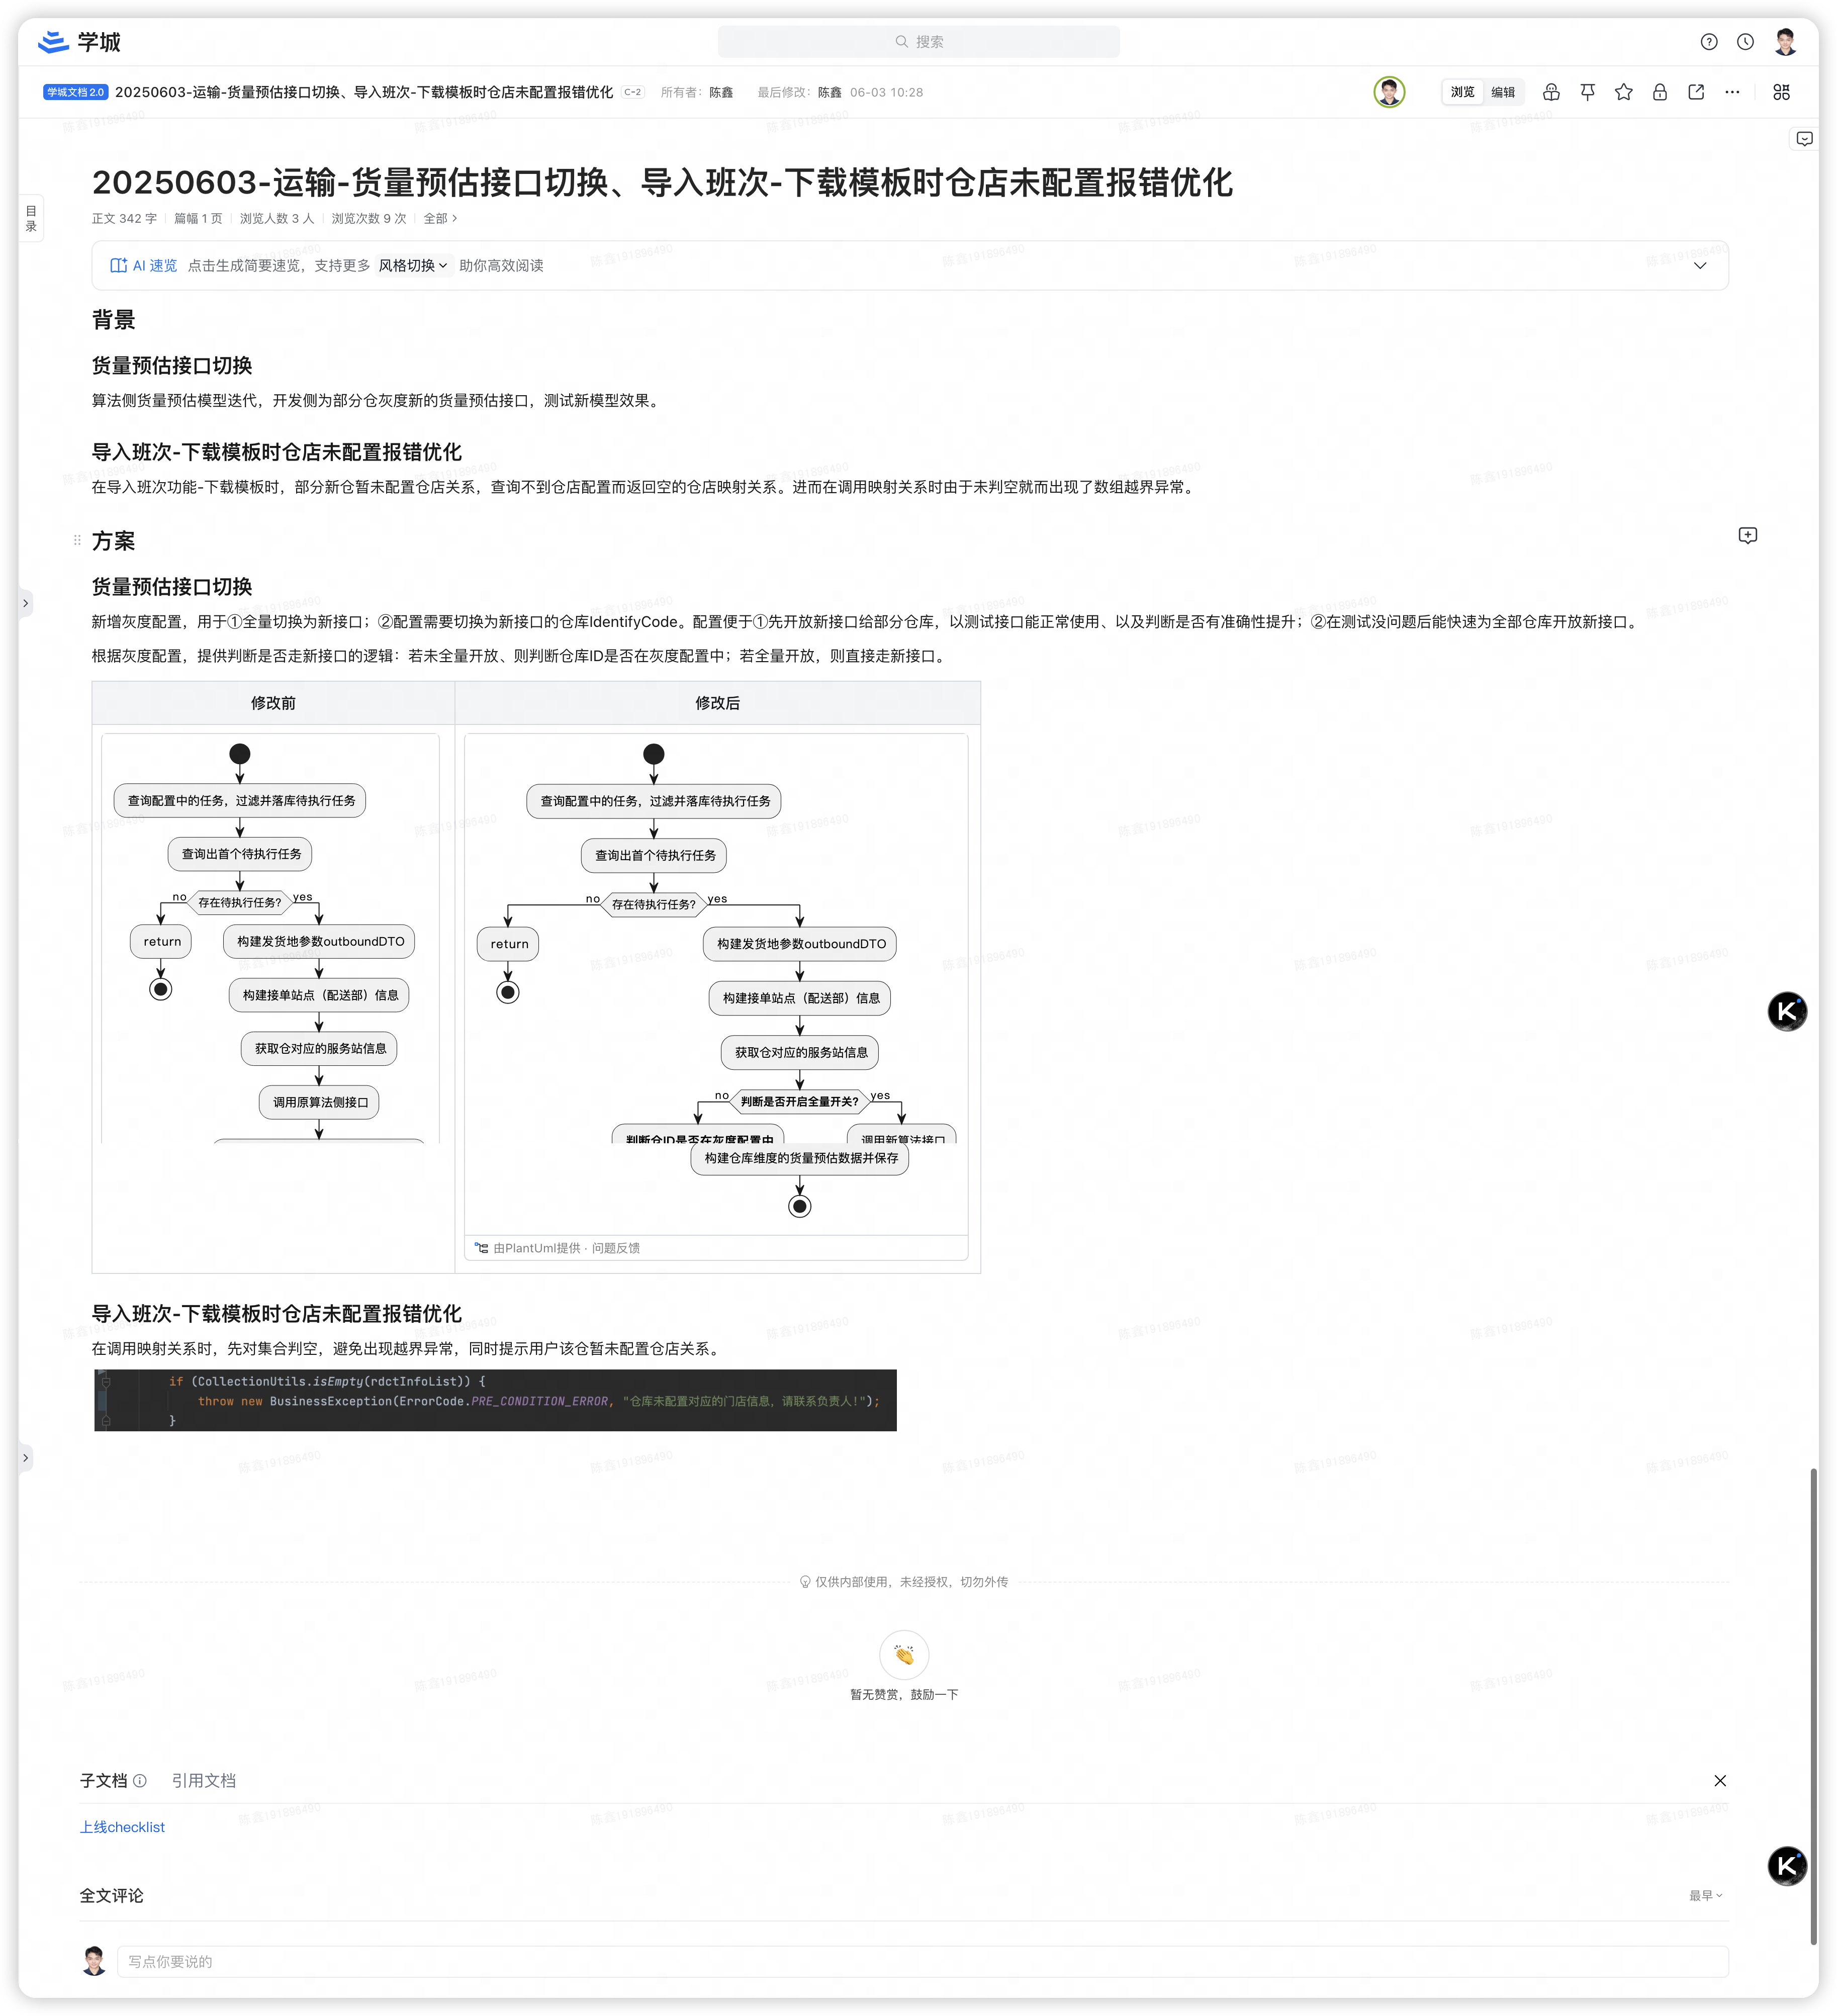 学城
搜索
学城文档 2.0 20250603-运输-货量预估接口切换、导入班次-下载模板时仓店未配置报错优化 C-2 所有者：陈鑫 最后修改：陈鑫 06-03 10:28
浏览 编辑
目录
20250603-运输-货量预估接口切换、导入班次-下载模板时仓店未配置报错优化
正文 342 字 篇幅 1 页 浏览人数 3 人 浏览次数 9 次 全部
AI 速览 点击生成简要速览，支持更多 风格切换 助你高效阅读
背景
货量预估接口切换
算法侧货量预估模型迭代，开发侧为部分仓灰度新的货量预估接口，测试新模型效果。
导入班次-下载模板时仓店未配置报错优化
在导入班次功能-下载模板时，部分新仓暂未配置仓店关系，查询不到仓店配置而返回空的仓店映射关系。进而在调用映射关系时由于未判空就而出现了数组越界异常。
方案
货量预估接口切换
新增灰度配置，用于①全量切换为新接口；②配置需要切换为新接口的仓库IdentifyCode。配置便于①先开放新接口给部分仓库，以测试接口能正常使用、以及判断是否有准确性提升；②在测试没问题后能快速为全部仓库开放新接口。
根据灰度配置，提供判断是否走新接口的逻辑：若未全量开放、则判断仓库ID是否在灰度配置中；若全量开放，则直接走新接口。
修改前
查询配置中的任务，过滤并落库待执行任务
查询出首个待执行任务
no 存在待执行任务? yes
return 构建发货地参数outboundDTO
构建接单站点（配送部）信息
获取仓对应的服务站信息
调用原算法侧接口
修改后
查询配置中的任务，过滤并落库待执行任务
查询出首个待执行任务
no 存在待执行任务? yes
return 构建发货地参数outboundDTO
构建接单站点（配送部）信息
获取仓对应的服务站信息
no 判断是否开启全量开关? yes
判断仓ID是否在灰度配置中 调用新算法接口
构建仓库维度的货量预估数据并保存
由PlantUml提供 · 问题反馈
导入班次-下载模板时仓店未配置报错优化
在调用映射关系时，先对集合判空，避免出现越界异常，同时提示用户该仓暂未配置仓店关系。
if (CollectionUtils.isEmpty(rdctInfoList)) {
throw new BusinessException(ErrorCode.PRE_CONDITION_ERROR, "仓库未配置对应的门店信息，请联系负责人!");
}
仅供内部使用，未经授权，切勿外传
暂无赞赏，鼓励一下
子文档 引用文档
上线checklist
全文评论 最早
写点你要说的
陈鑫191896490
K
K